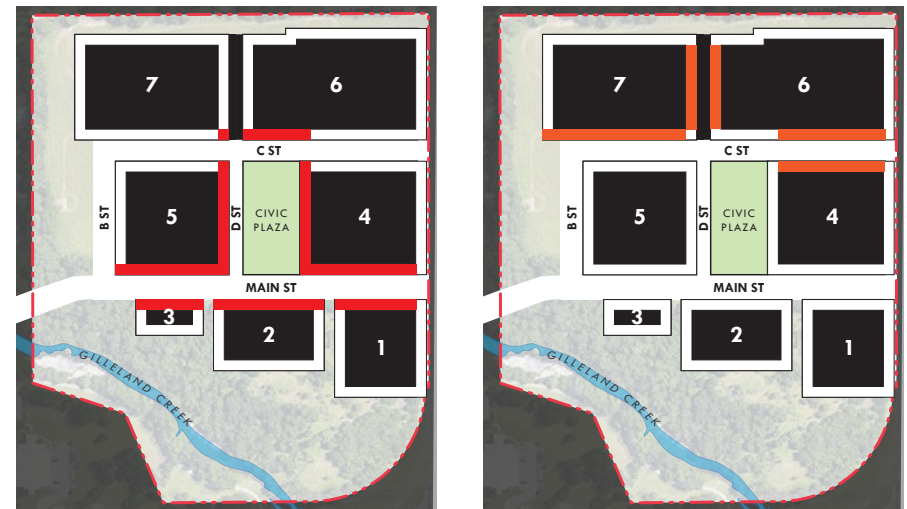 7
6
C ST
B ST
5
D ST
CIVIC
PLAZA
4
MAIN ST
3
2
1
GILLELAND CREEK
7
6
C ST
B ST
5
D ST
CIVIC
PLAZA
4
MAIN ST
3
2
1
GILLELAND CREEK